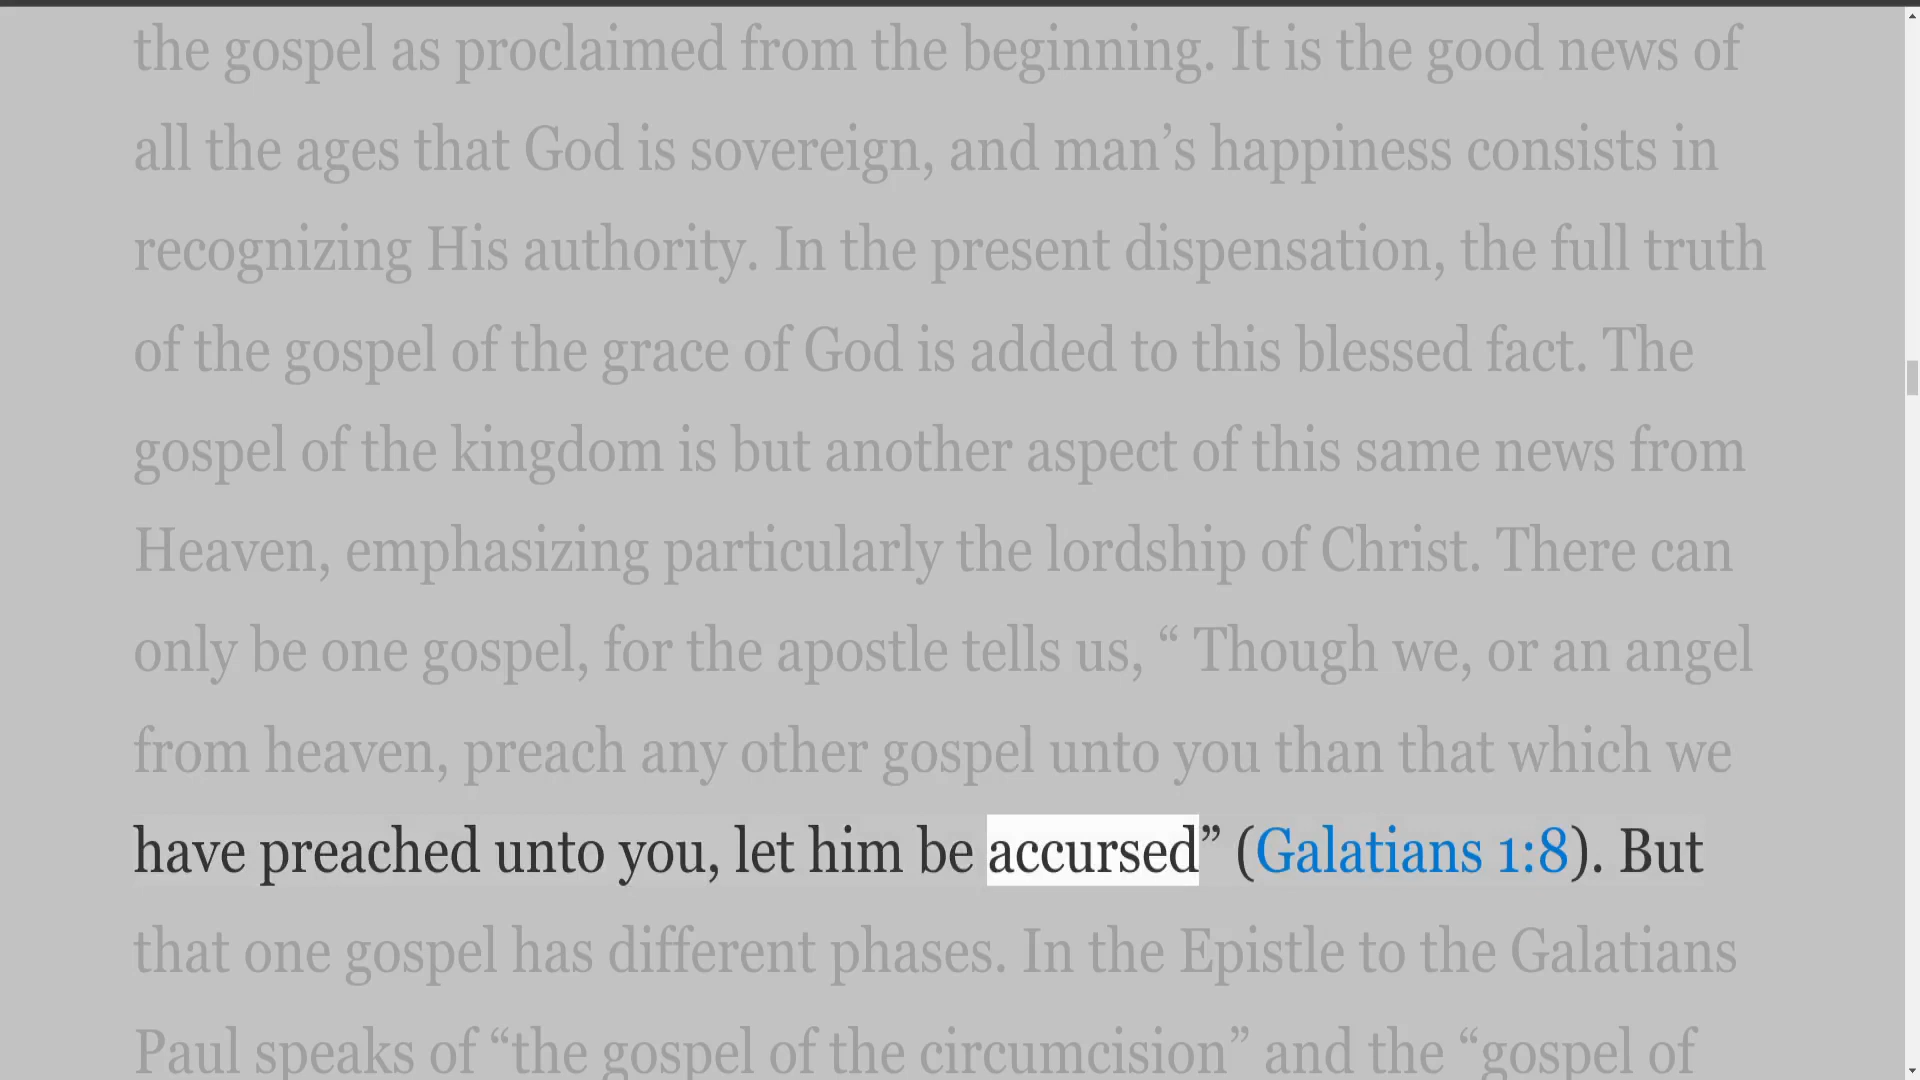 the gospel as proclaimed from the beginning. It is the good news of
all the ages that God is sovereign, and man’s happiness consists in
recognizing His authority. In the present dispensation, the full truth
of the gospel of the grace of God is added to this blessed fact. The
gospel of the kingdom is but another aspect of this same news from
Heaven, emphasizing particularly the lordship of Christ. There can
only be one gospel, for the apostle tells us, “ Though we, or an angel
from heaven, preach any other gospel unto you than that which we
have preached unto you, let him be accursed” (Galatians 1:8). But
that one gospel has different phases. In the Epistle to the Galatians
Paul speaks of “the gospel of the circumcision” and the “gospel of